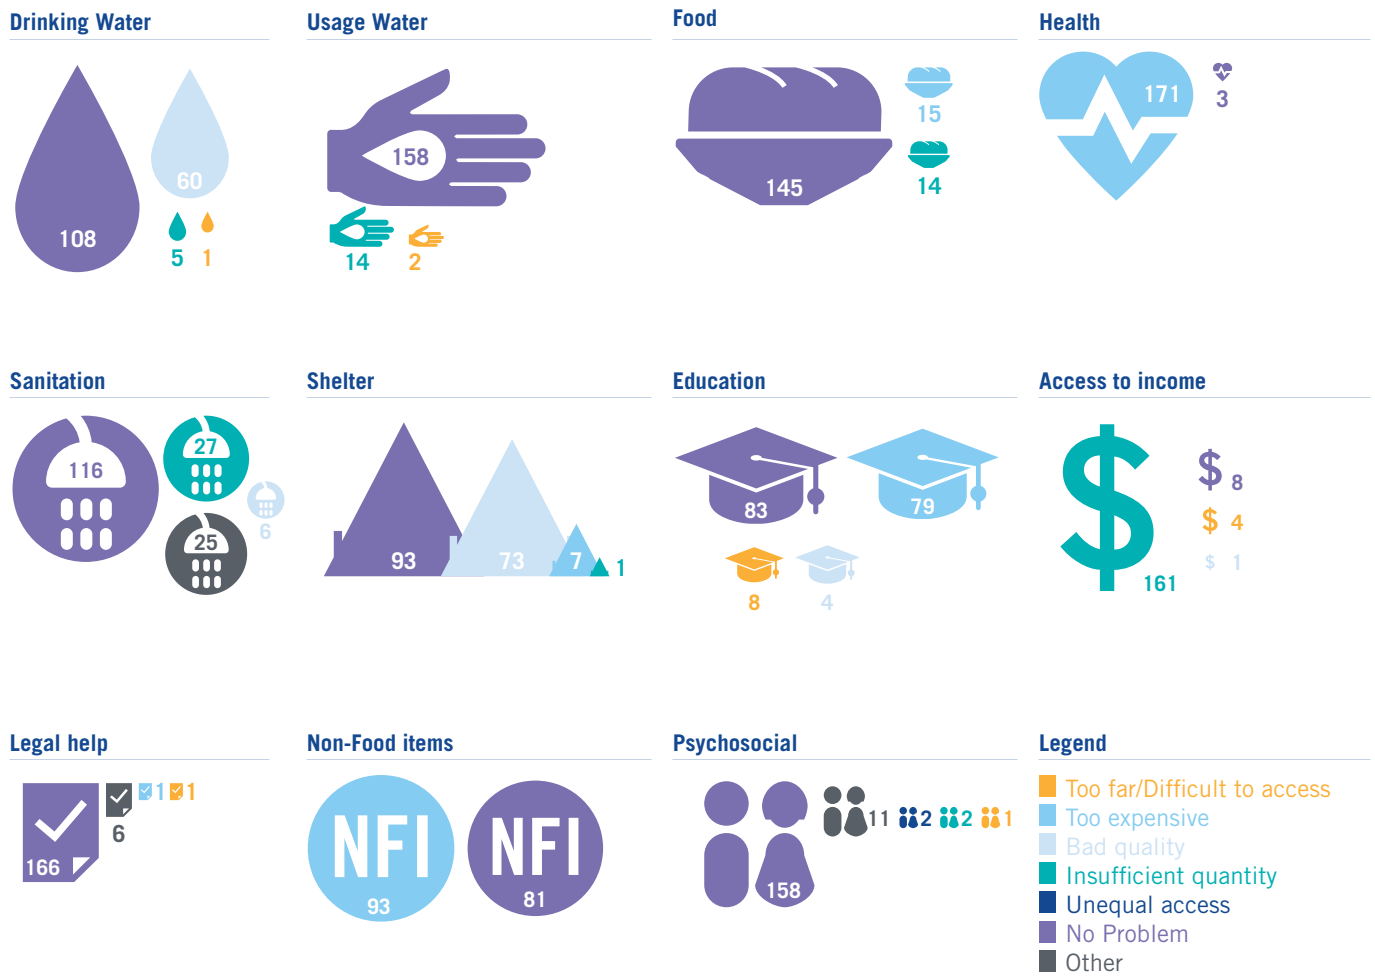 Drinking Water
108
60
5
1
Usage Water
158
14
2
Food
145
15
14
Health
171
3
Sanitation
116
27
25
6
Shelter
93
73
7
1
Education
83
79
8
4
Access to income
161
8
4
1
Legal help
166
6
1
1
Non-Food items
NFI
93
NFI
81
Psychosocial
158
11
2
2
1
Legend
Too far/Difficult to access
Too expensive
Bad quality
Insufficient quantity
Unequal access
No Problem
Other